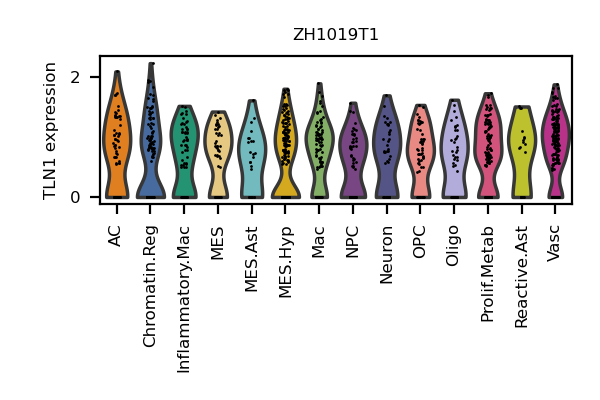 ZH1019T1
TLN1 expression
2
0
AC
Chromatin.Reg
Inflammatory.Mac
MES
MES.Ast
MES.Hyp
Mac
NPC
Neuron
OPC
Oligo
Prolif.Metab
Reactive.Ast
Vasc